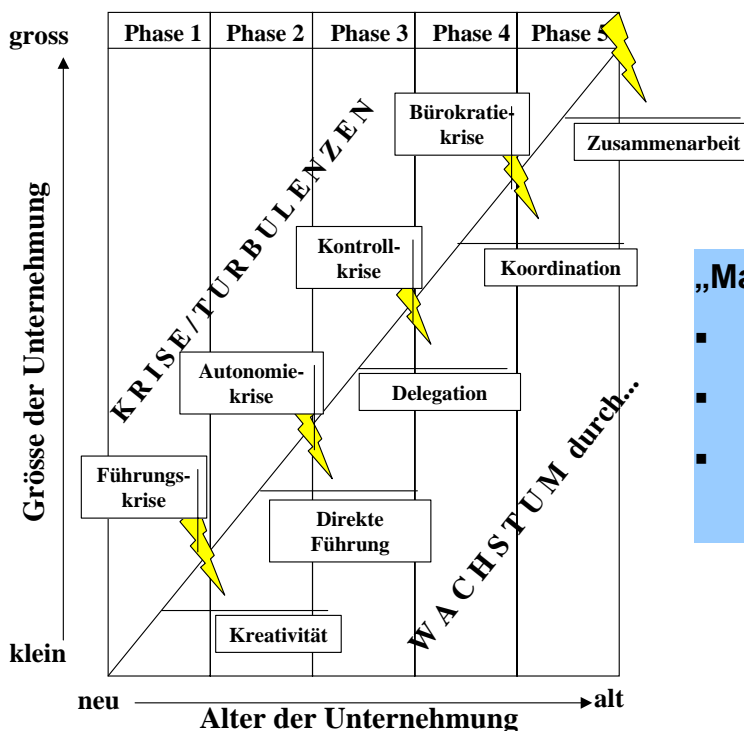 gross
Phase 1 Phase 2 Phase 3 Phase 4 Phase 5
Bürokratie-
krise
Zusammenarbeit
KRISE/TURBULENZEN
Kontroll-
krise
Koordination
„Ma
Grösse der Unternehmung
Autonomie-
krise
Delegation
WACHSTUM durch...
Führungs-
krise
Direkte
Führung
Kreativität
klein
neu
alt
Alter der Unternehmung